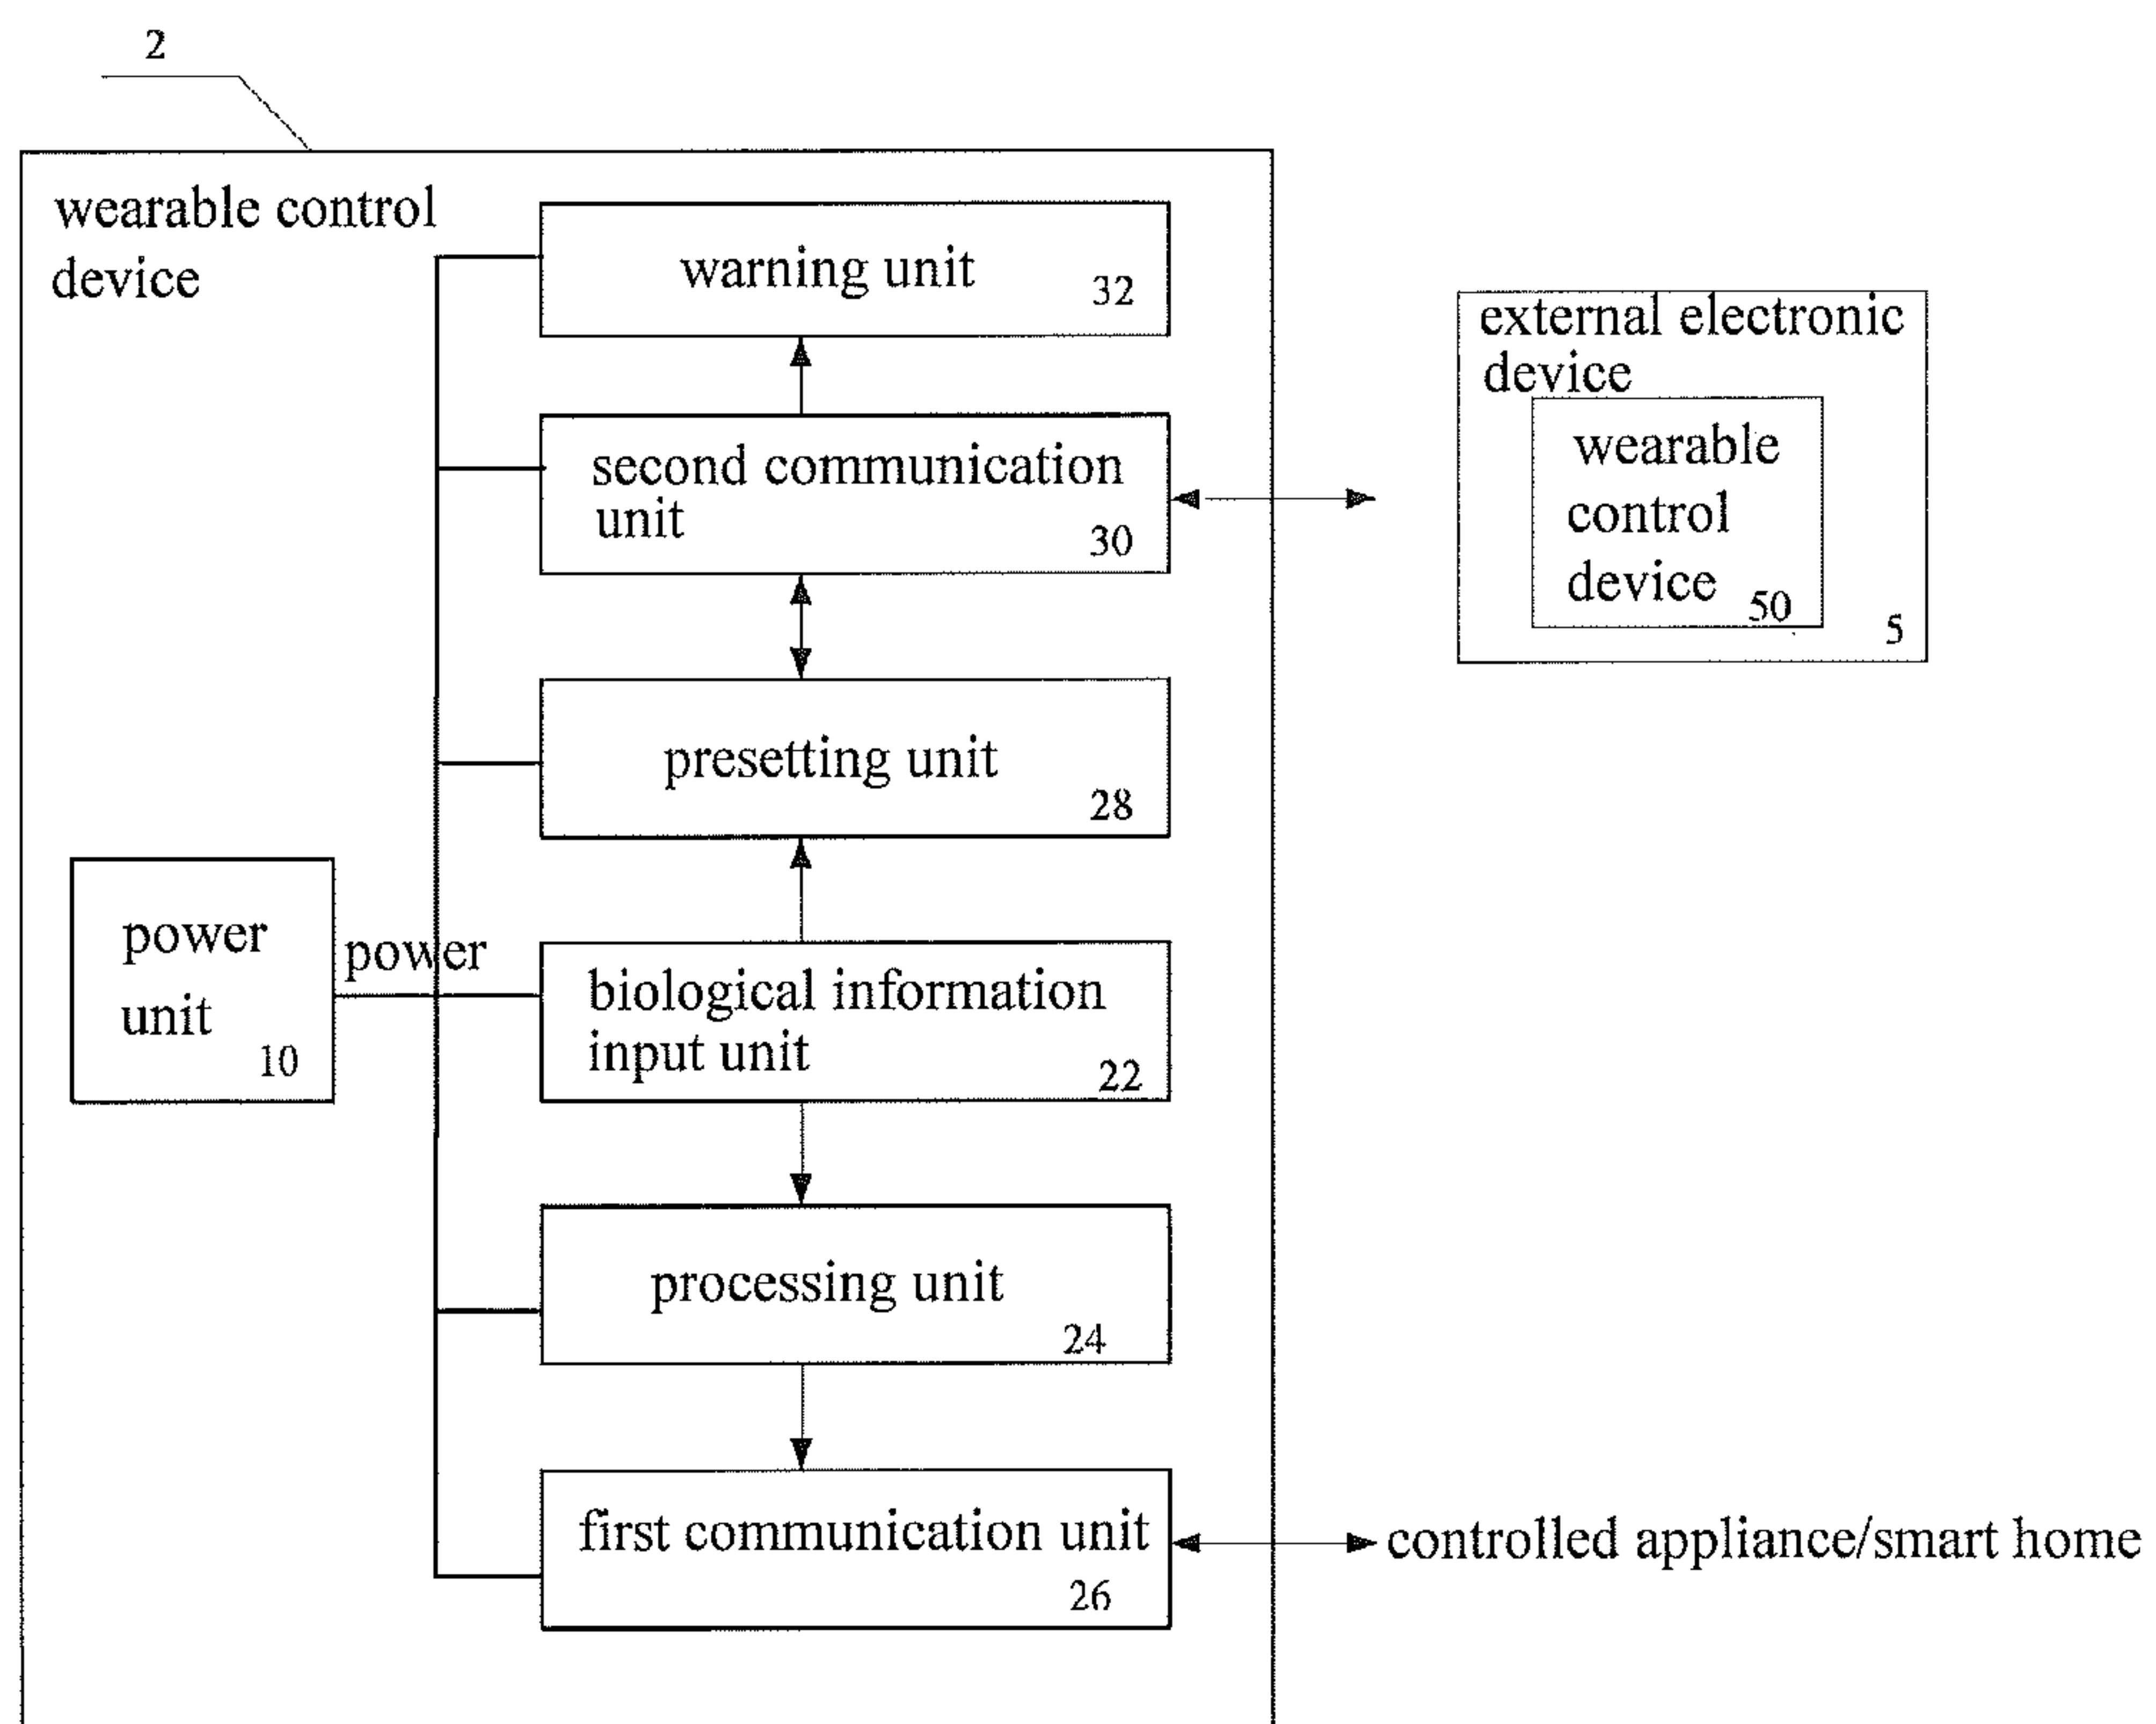 2
wearable control
device
warning unit
32
second communication
unit
30
presetting unit
28
power
unit
10
power
biological information
input unit
22
processing unit
24
first communication unit
26
external electronic
device
wearable
control
device
50
5
controlled appliance/smart home